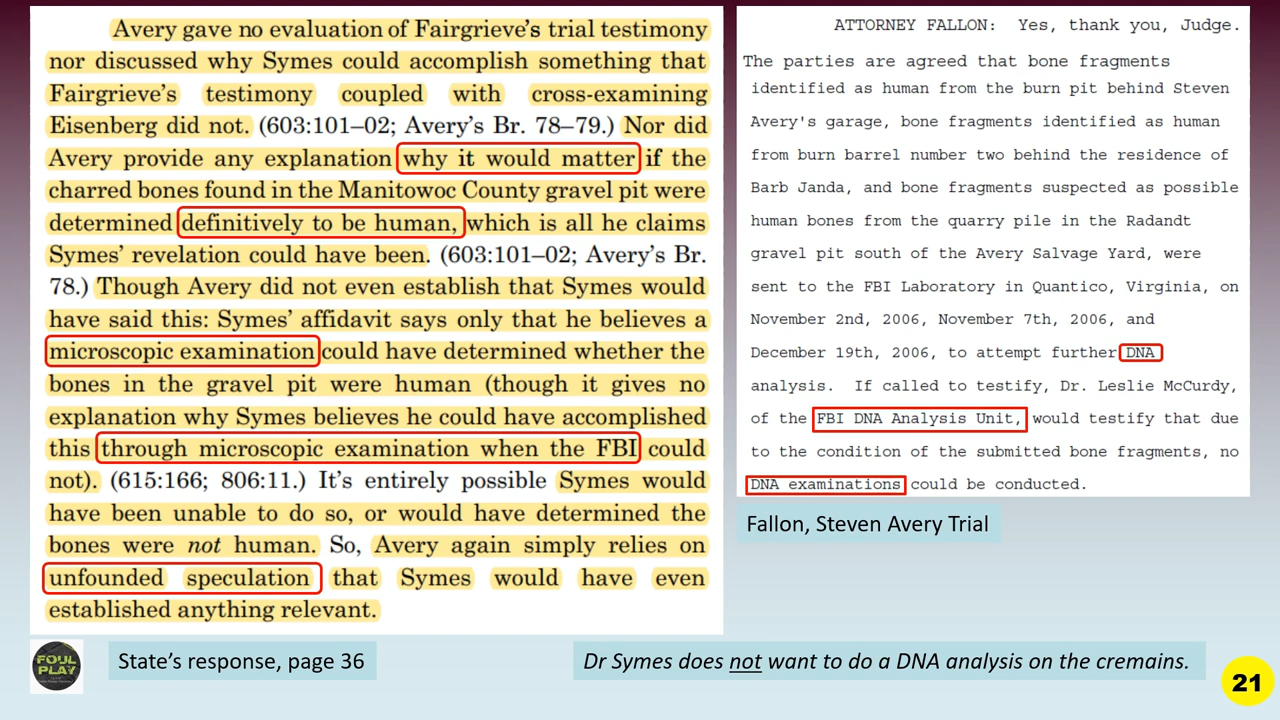 Avery gave no evaluation of Fairgrieve's trial testimony
nor discussed why Symes could accomplish something that
Fairgrieve's testimony coupled with cross-examining
Eisenberg did not. (603:101–02; Avery's Br. 78–79.) Nor did
Avery provide any explanation why it would matter if the
charred bones found in the Manitowoc County gravel pit were
determined definitively to be human, which is all he claims
Symes' revelation could have been. (603:101–02; Avery's Br.
78.) Though Avery did not even establish that Symes would
have said this: Symes' affidavit says only that he believes a
microscopic examination could have determined whether the
bones in the gravel pit were human (though it gives no
explanation why Symes believes he could have accomplished
this through microscopic examination when the FBI could
not). (615:166; 806:11.) It's entirely possible Symes would
have been unable to do so, or would have determined the
bones were not human. So, Avery again simply relies on
unfounded speculation that Symes would have even
established anything relevant.
ATTORNEY FALLON: Yes, thank you, Judge.
The parties are agreed that bone fragments
identified as human from the burn pit behind Steven
Avery's garage, bone fragments identified as human
from burn barrel number two behind the residence of
Barb Janda, and bone fragments suspected as possible
human bones from the quarry pile in the Radandt
gravel pit south of the Avery Salvage Yard, were
sent to the FBI Laboratory in Quantico, Virginia, on
November 2nd, 2006, November 7th, 2006, and
December 19th, 2006, to attempt further DNA
analysis. If called to testify, Dr. Leslie McCurdy,
of the FBI DNA Analysis Unit, would testify that due
to the condition of the submitted bone fragments, no
DNA examinations could be conducted.
Fallon, Steven Avery Trial
FOUL
PLAY
State's response, page 36
Dr Symes does not want to do a DNA analysis on the cremains.
21